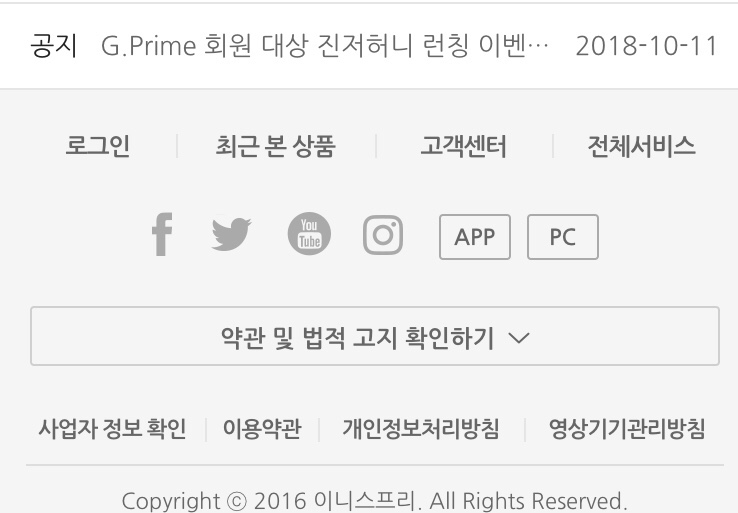 공지 G.Prime 회원 대상 진저허니 런칭 이벤… 2018-10-11
로그인 최근 본 상품 고객센터 전체서비스
f You Tube APP PC
약관 및 법적 고지 확인하기
사업자 정보 확인 이용약관 개인정보처리방침 영상기기관리방침
Copyright ⓒ 2016 이니스프리. All Rights Reserved.